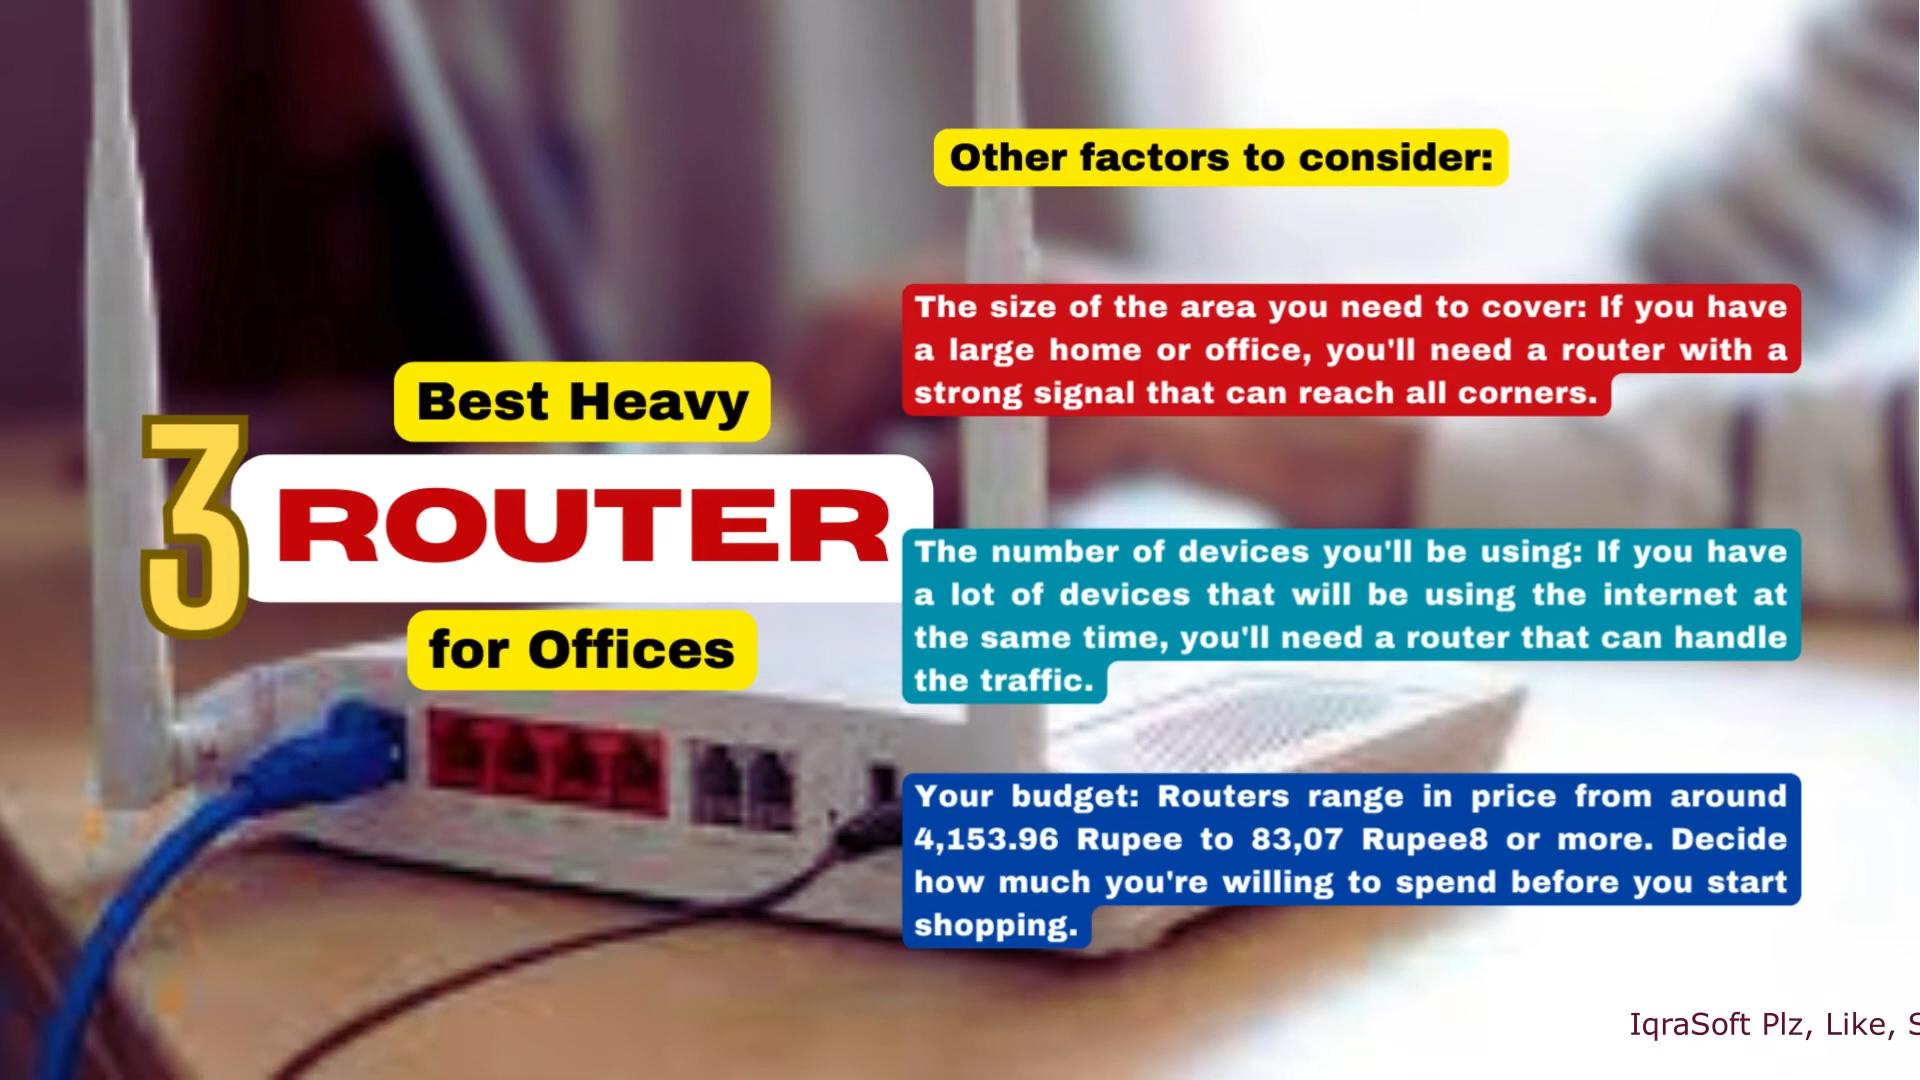 Best Heavy
3
ROUTER
for Offices
Other factors to consider:
The size of the area you need to cover: If you have
a large home or office, you'll need a router with a
strong signal that can reach all corners.
The number of devices you'll be using: If you have
a lot of devices that will be using the internet at
the same time, you'll need a router that can handle
the traffic.
Your budget: Routers range in price from around
4,153.96 Rupee to 83,07 Rupee8 or more. Decide
how much you're willing to spend before you start
shopping.
IqraSoft Plz, Like, S